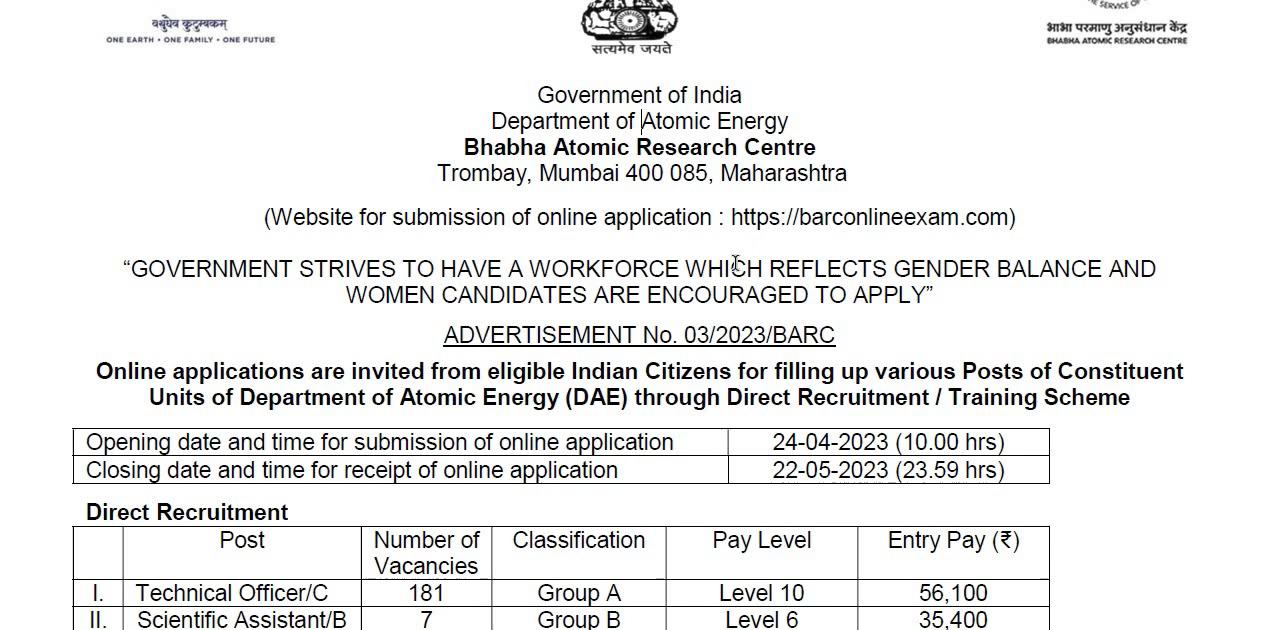 वसुधैव कुटुम्बकम्
ONE EARTH • ONE FAMILY • ONE FUTURE
सत्यमेव जयते
THE SERVICE OF
भाभा परमाणु अनुसंधान केंद्र
BHABHA ATOMIC RESEARCH CENTRE
Government of India
Department of Atomic Energy
Bhabha Atomic Research Centre
Trombay, Mumbai 400 085, Maharashtra
(Website for submission of online application : https://barconlineexam.com)
“GOVERNMENT STRIVES TO HAVE A WORKFORCE WHICH REFLECTS GENDER BALANCE AND
WOMEN CANDIDATES ARE ENCOURAGED TO APPLY”
ADVERTISEMENT No. 03/2023/BARC
Online applications are invited from eligible Indian Citizens for filling up various Posts of Constituent
Units of Department of Atomic Energy (DAE) through Direct Recruitment / Training Scheme
Opening date and time for submission of online application 24-04-2023 (10.00 hrs)
Closing date and time for receipt of online application 22-05-2023 (23.59 hrs)
Direct Recruitment
Post Number of Vacancies Classification Pay Level Entry Pay (₹)
I. Technical Officer/C 181 Group A Level 10 56,100
II. Scientific Assistant/B 7 Group B Level 6 35,400